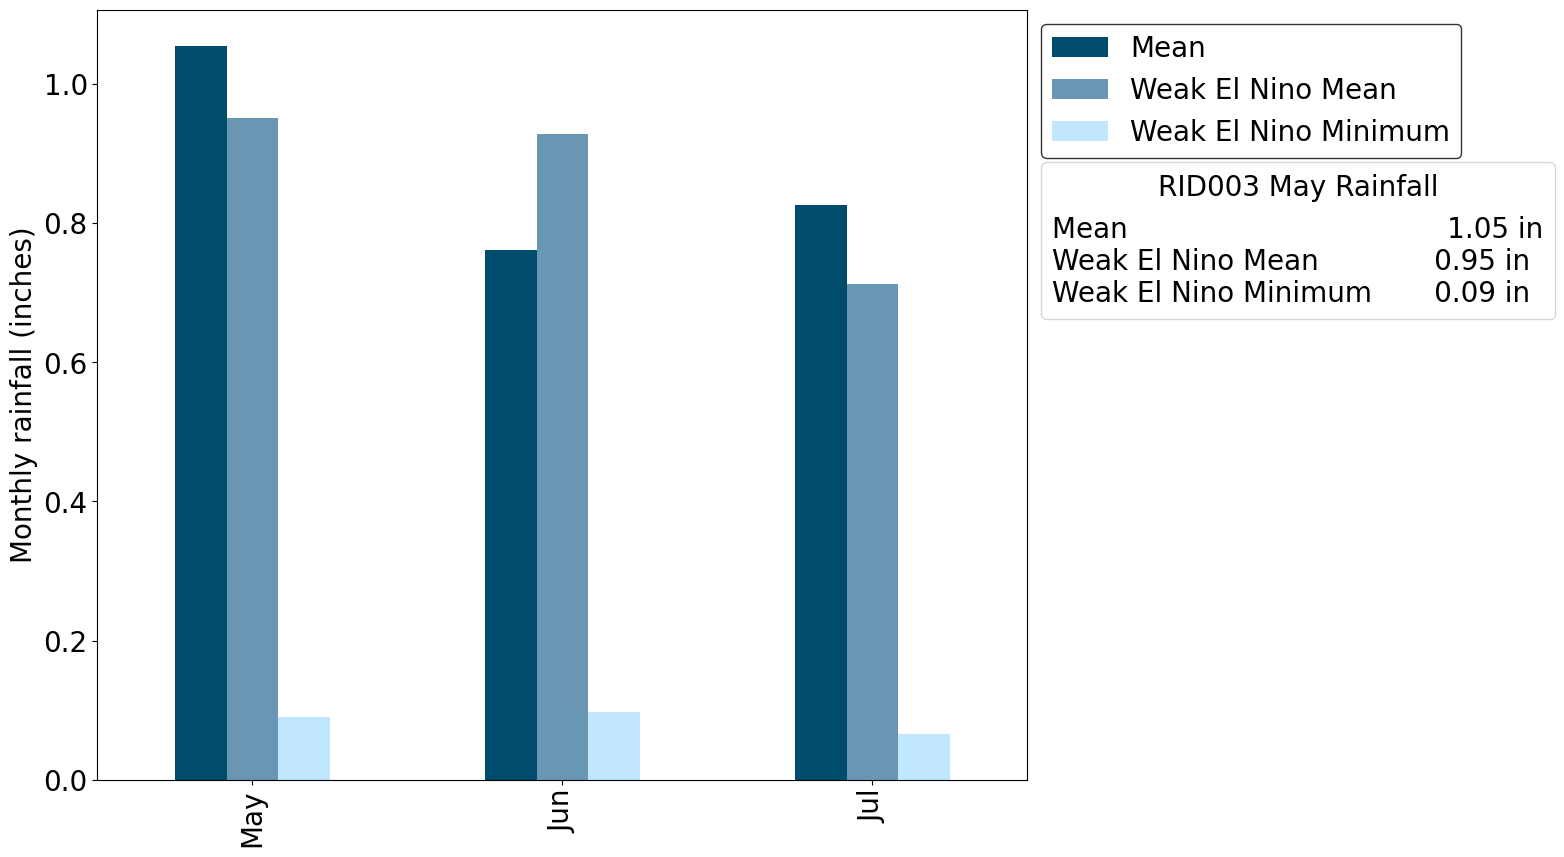 Monthly rainfall (inches)
1.0
0.8
0.6
0.4
0.2
0.0
May
Jun
Jul
Mean
Weak El Nino Mean
Weak El Nino Minimum
RID003 May Rainfall
Mean 1.05 in
Weak El Nino Mean 0.95 in
Weak El Nino Minimum 0.09 in